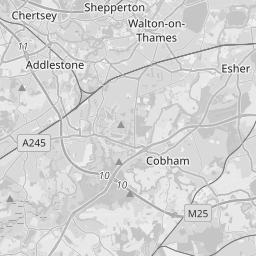 Shepperton
Chertsey
Walton-on-
Thames
11
Addlestone
Esher
A245
Cobham
10
10
M25